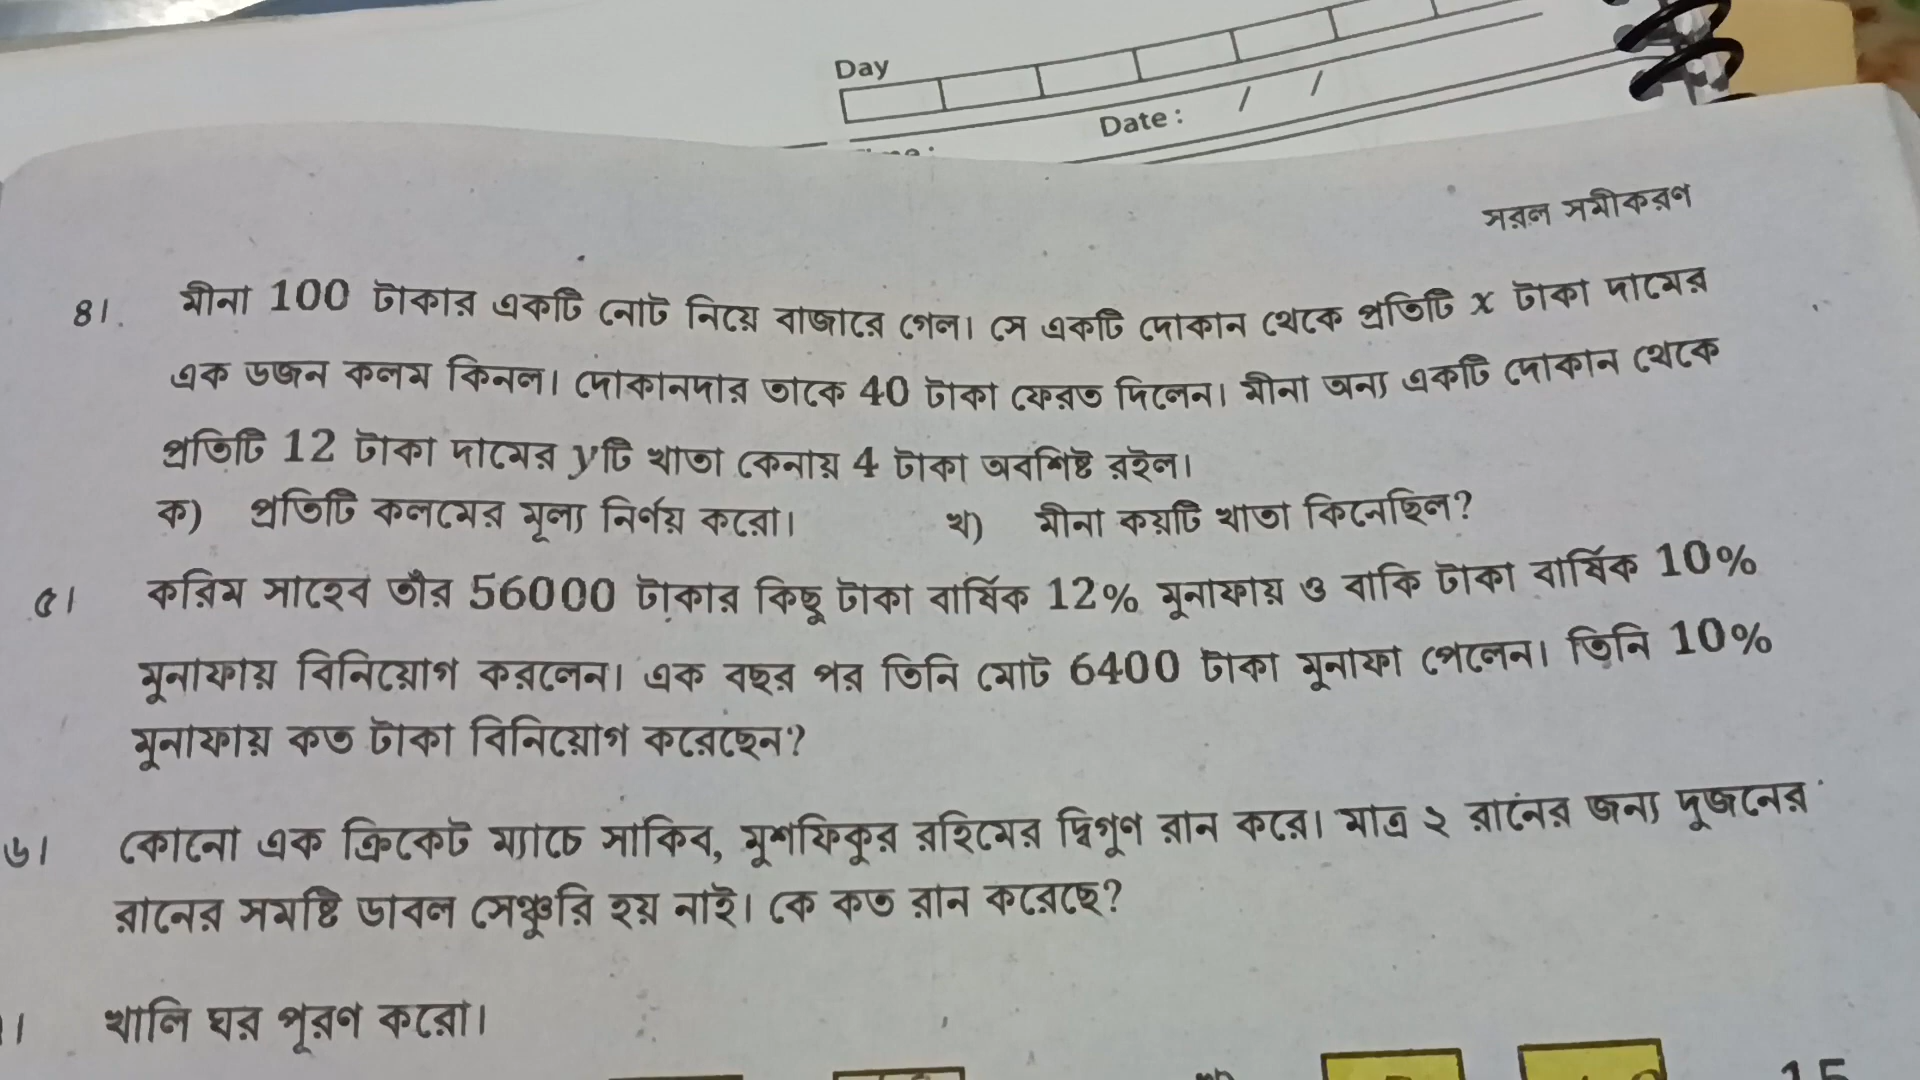 Day
Date : / /
সরল সমীকরণ
৪। মীনা 100 টাকার একটি নোট নিয়ে বাজারে গেল। সে একটি দোকান থেকে প্রতিটি x টাকা দামের
এক ডজন কলম কিনল। দোকানদার তাকে 40 টাকা ফেরত দিলেন। মীনা অন্য একটি দোকান থেকে
প্রতিটি 12 টাকা দামের yটি খাতা কেনায় 4 টাকা অবশিষ্ট রইল।
ক) প্রতিটি কলমের মূল্য নির্ণয় করো। খ) মীনা কয়টি খাতা কিনেছিল?
৫। করিম সাহেব তাঁর 56000 টাকার কিছু টাকা বার্ষিক 12% মুনাফায় ও বাকি টাকা বার্ষিক 10%
মুনাফায় বিনিয়োগ করলেন। এক বছর পর তিনি মোট 6400 টাকা মুনাফা পেলেন। তিনি 10%
মুনাফায় কত টাকা বিনিয়োগ করেছেন?
৬। কোনো এক ক্রিকেট ম্যাচে সাকিব, মুশফিকুর রহিমের দ্বিগুণ রান করে। মাত্র ২ রানের জন্য দুজনের
রানের সমষ্টি ডাবল সেঞ্চুরি হয় নাই। কে কত রান করেছে?
খালি ঘর পূরণ করো।